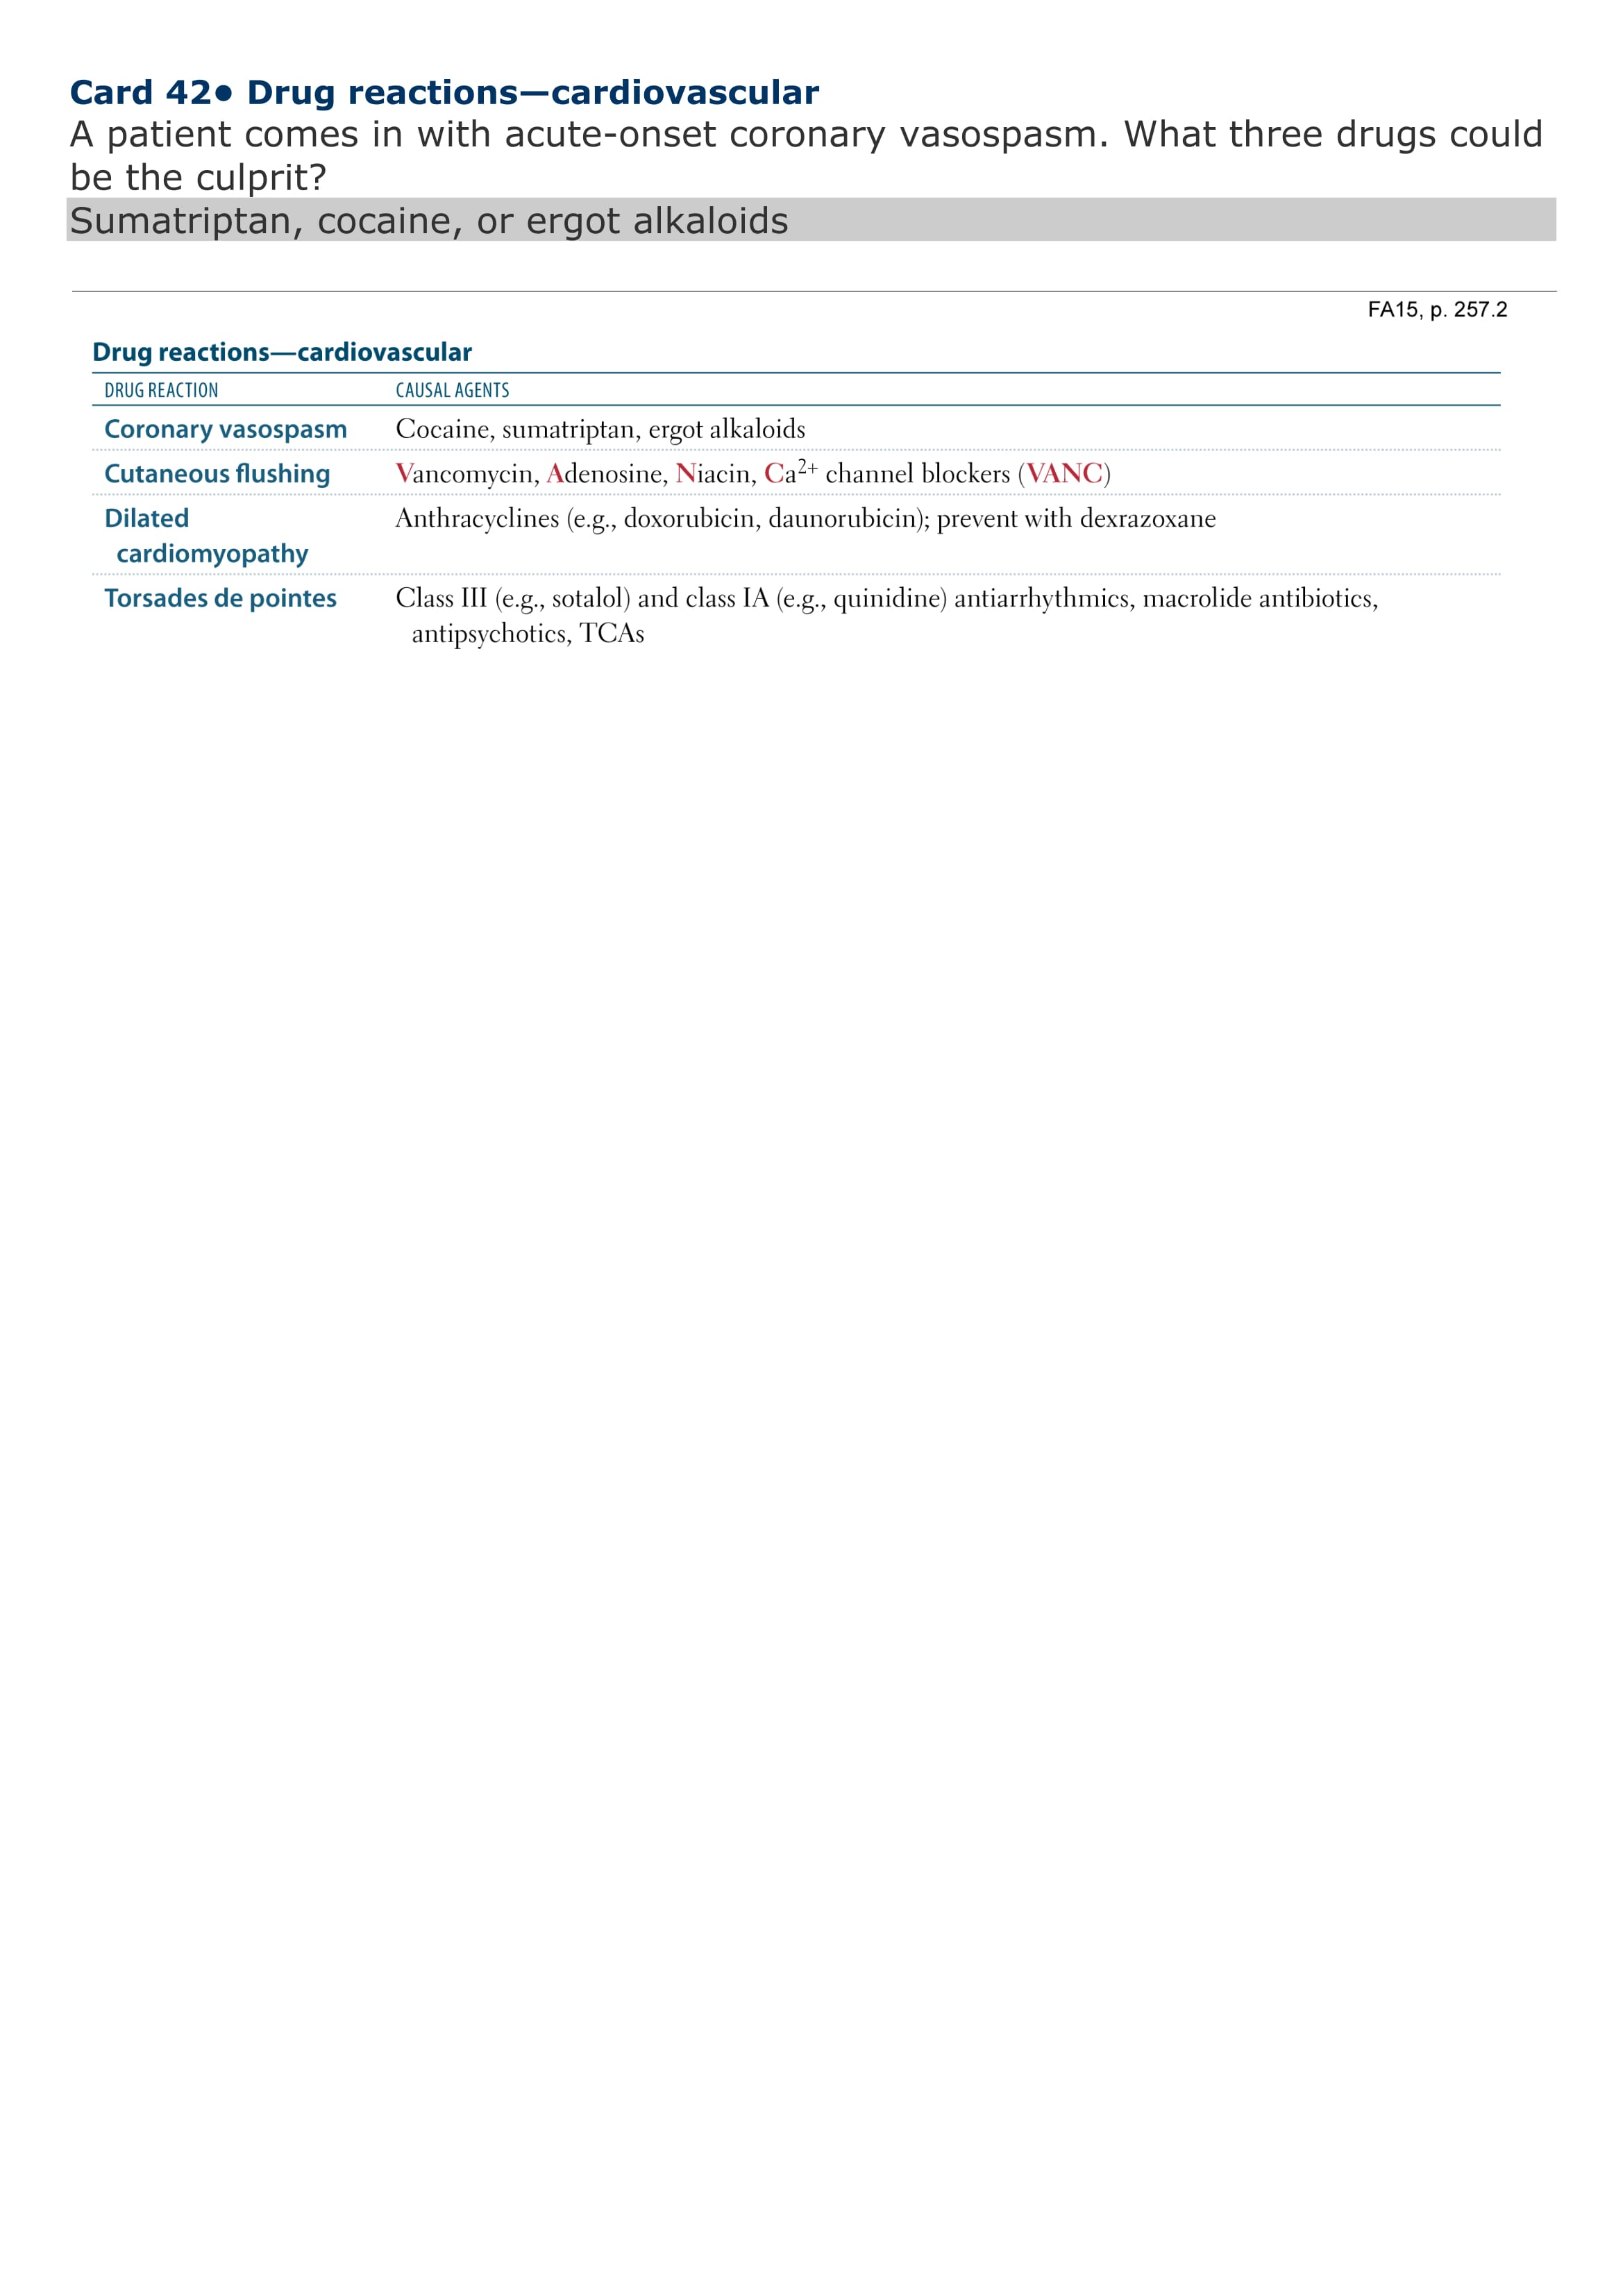 Card 42● Drug reactions—cardiovascular
A patient comes in with acute-onset coronary vasospasm. What three drugs could
be the culprit?
Sumatriptan, cocaine, or ergot alkaloids
FA15, p. 257.2
Drug reactions—cardiovascular
DRUG REACTION CAUSAL AGENTS
Coronary vasospasm Cocaine, sumatriptan, ergot alkaloids
Cutaneous flushing Vancomycin, Adenosine, Niacin, Ca²⁺ channel blockers (VANC)
Dilated Anthracyclines (e.g., doxorubicin, daunorubicin); prevent with dexrazoxane
cardiomyopathy
Torsades de pointes Class III (e.g., sotalol) and class IA (e.g., quinidine) antiarrhythmics, macrolide antibiotics,
antipsychotics, TCAs